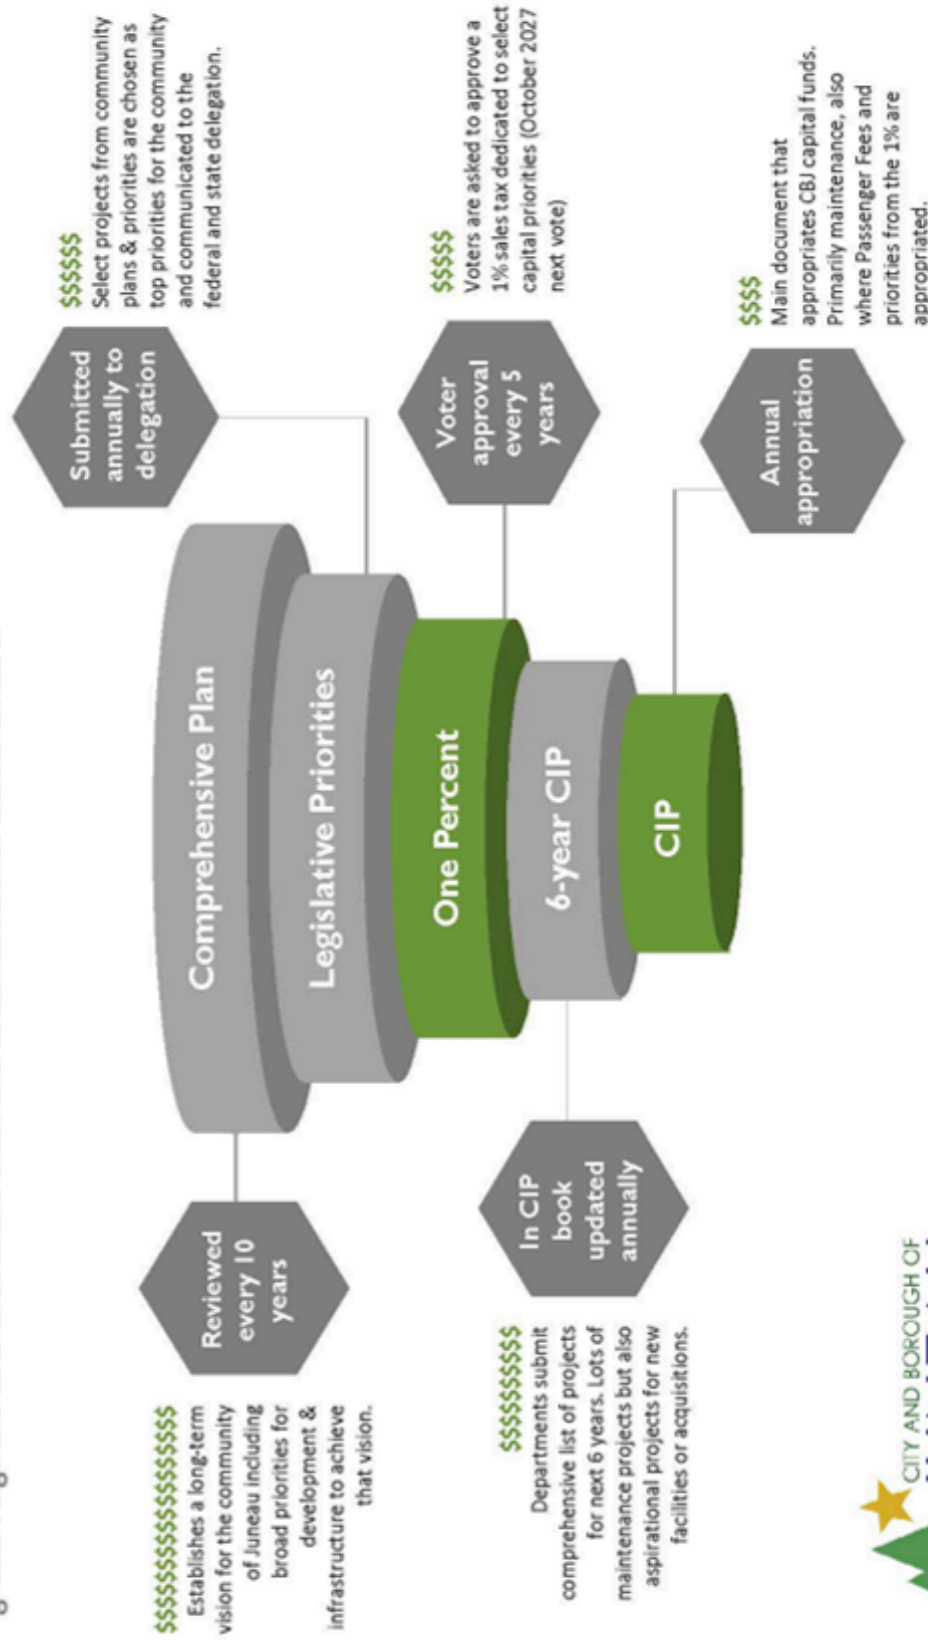 $$$$$$$$$$$$$$$$$$
Establishes a long-term
vision for the community
of Juneau including
broad priorities for
development &
infrastructure to achieve
that vision.
Reviewed
every 10
years
Comprehensive Plan
Submitted
annually to
delegation
$$$$$$
Select projects from community
plans & priorities are chosen as
top priorities for the community
and communicated to the
federal and state delegation.
Legislative Priorities
One Percent
Voter
approval
every 5
years
$$$$$
Voters are asked to approve a
1% sales tax dedicated to select
capital priorities (October 2027
next vote)
$$$$$$$$$$
Departments submit
comprehensive list of projects
for next 6 years. Lots of
maintenance projects but also
aspirational projects for new
facilities or acquisitions.
In CIP
book
updated
annually
6-year CIP
CIP
Annual
appropriation
$$$$
Main document that
appropriates CBJ capital funds.
Primarily maintenance, also
where Passenger Fees and
priorities from the 1% are
appropriated.
CITY AND BOROUGH OF